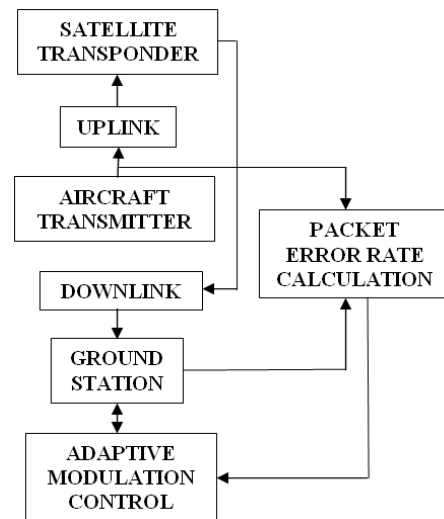 SATELLITE
TRANSPONDER
UPLINK
AIRCRAFT
TRANSMITTER
PACKET
ERROR RATE
CALCULATION
DOWNLINK
GROUND
STATION
ADAPTIVE
MODULATION
CONTROL